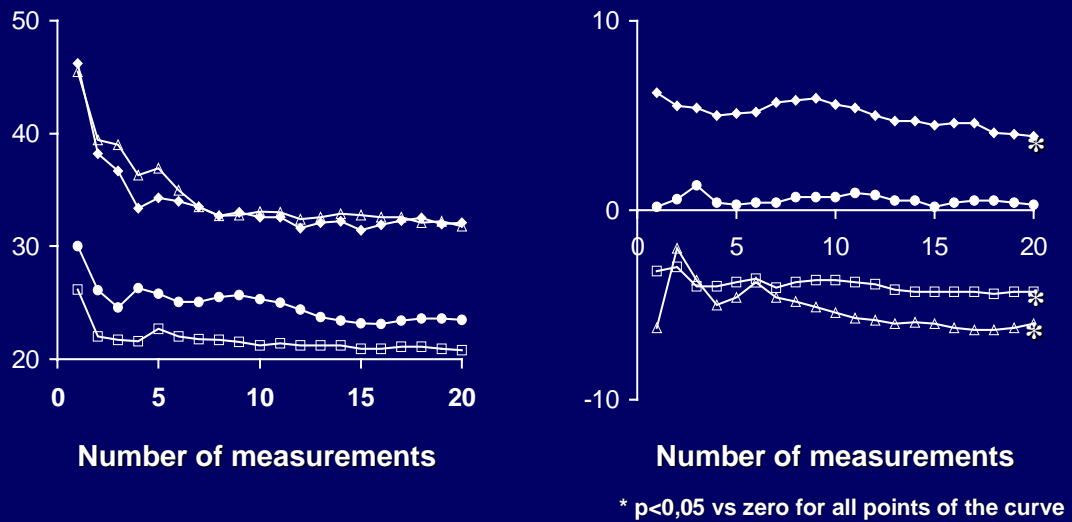 50
40
30
20
0 5 10 15 20
Number of measurements
10
0
-10
0 5 10 15 20
*
*
*
Number of measurements
* p<0,05 vs zero for all points of the curve